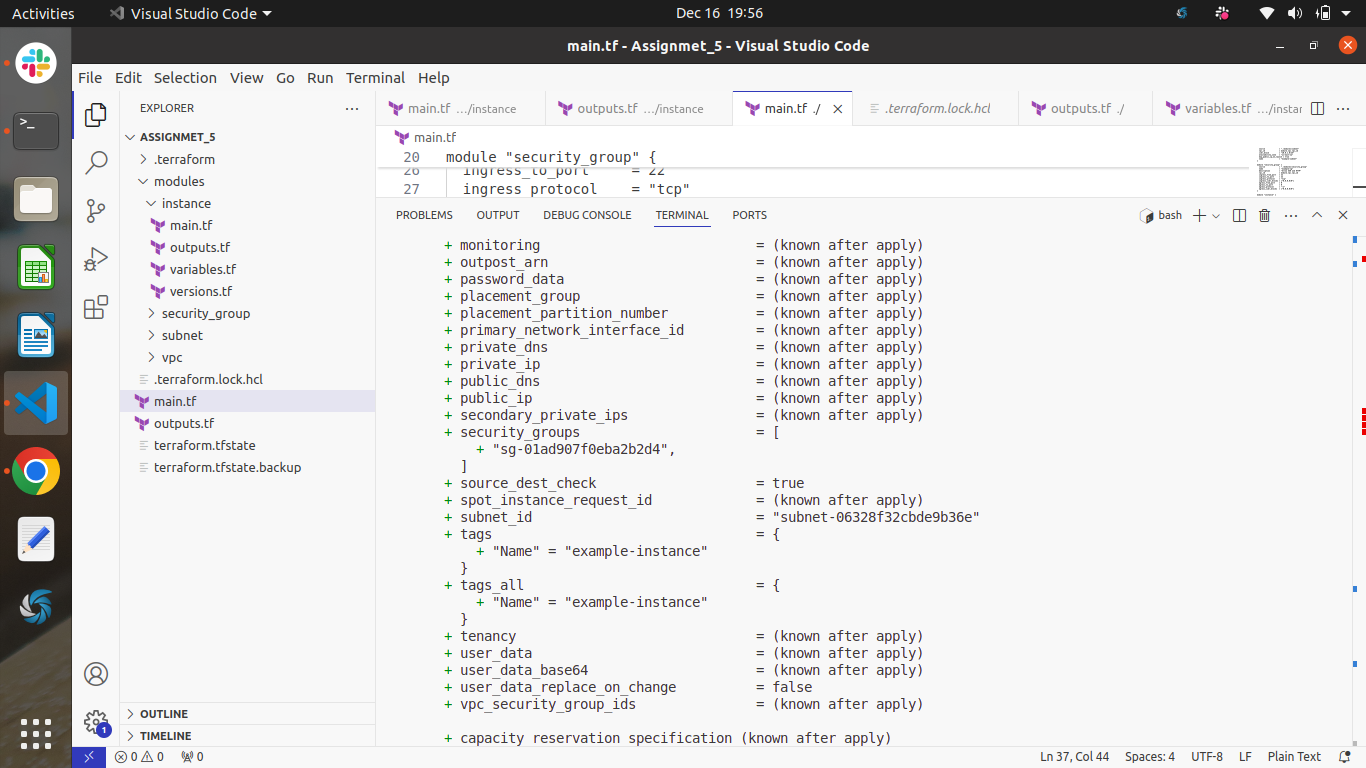 Activities
Visual Studio Code
Dec 16 19:56
main.tf - Assignmet_5 - Visual Studio Code
File Edit Selection View Go Run Terminal Help
EXPLORER
ASSIGNMET_5
.terraform
modules
instance
main.tf
outputs.tf
variables.tf
versions.tf
security_group
subnet
vpc
.terraform.lock.hcl
main.tf
outputs.tf
terraform.tfstate
terraform.tfstate.backup
OUTLINE
TIMELINE
main.tf .../instance
outputs.tf .../instance
main.tf ./
.terraform.lock.hcl
outputs.tf ./
variables.tf .../instar
main.tf
20 module "security_group" {
26 ingress_to_port = 22
27 ingress_protocol = "tcp"
PROBLEMS OUTPUT DEBUG CONSOLE TERMINAL PORTS
bash
+ monitoring = (known after apply)
+ outpost_arn = (known after apply)
+ password_data = (known after apply)
+ placement_group = (known after apply)
+ placement_partition_number = (known after apply)
+ primary_network_interface_id = (known after apply)
+ private_dns = (known after apply)
+ private_ip = (known after apply)
+ public_dns = (known after apply)
+ public_ip = (known after apply)
+ secondary_private_ips = (known after apply)
+ security_groups = [
+ "sg-01ad907f0eba2b2d4",
]
+ source_dest_check = true
+ spot_instance_request_id = (known after apply)
+ subnet_id = "subnet-06328f32cbde9b36e"
+ tags = {
+ "Name" = "example-instance"
}
+ tags_all = {
+ "Name" = "example-instance"
}
+ tenancy = (known after apply)
+ user_data = (known after apply)
+ user_data_base64 = (known after apply)
+ user_data_replace_on_change = false
+ vpc_security_group_ids = (known after apply)
+ capacity_reservation_specification (known after apply)
1
0 0 0
Ln 37, Col 44 Spaces: 4 UTF-8 LF Plain Text